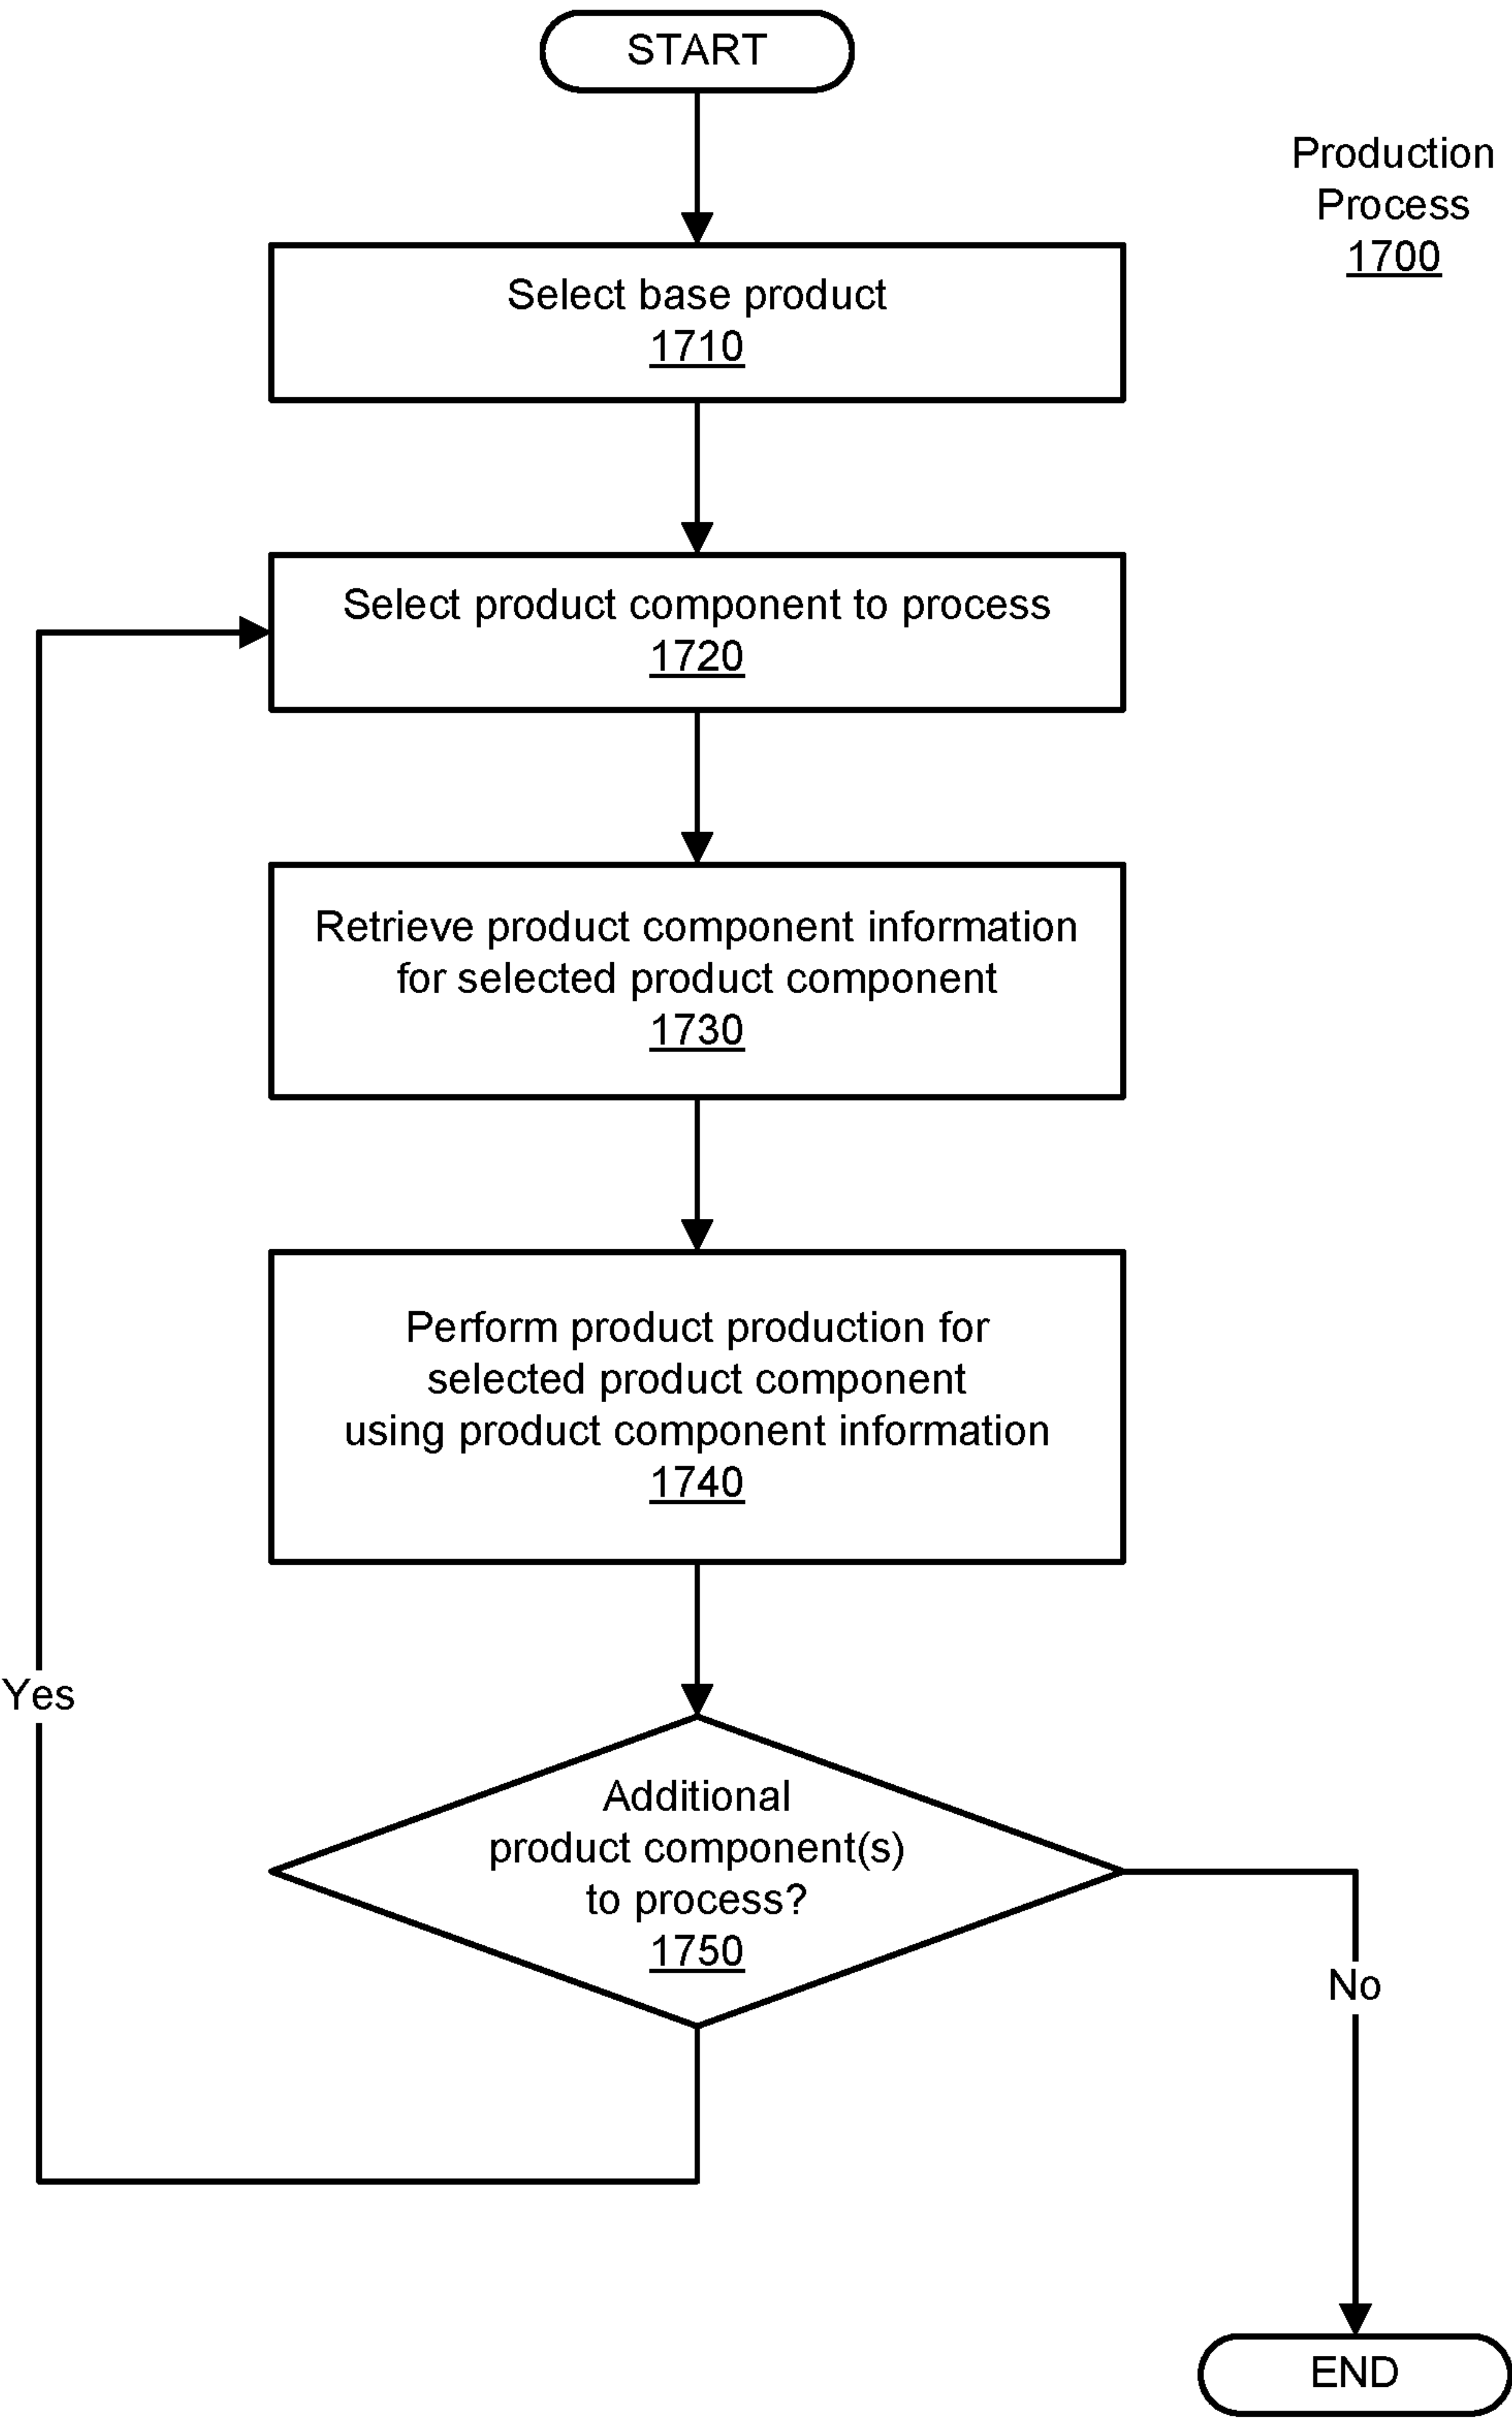 START
Production
Process
1700
Select base product
1710
Select product component to process
1720
Retrieve product component information
for selected product component
1730
Perform product production for
selected product component
using product component information
1740
Yes
Additional
product component(s)
to process?
1750
No
END